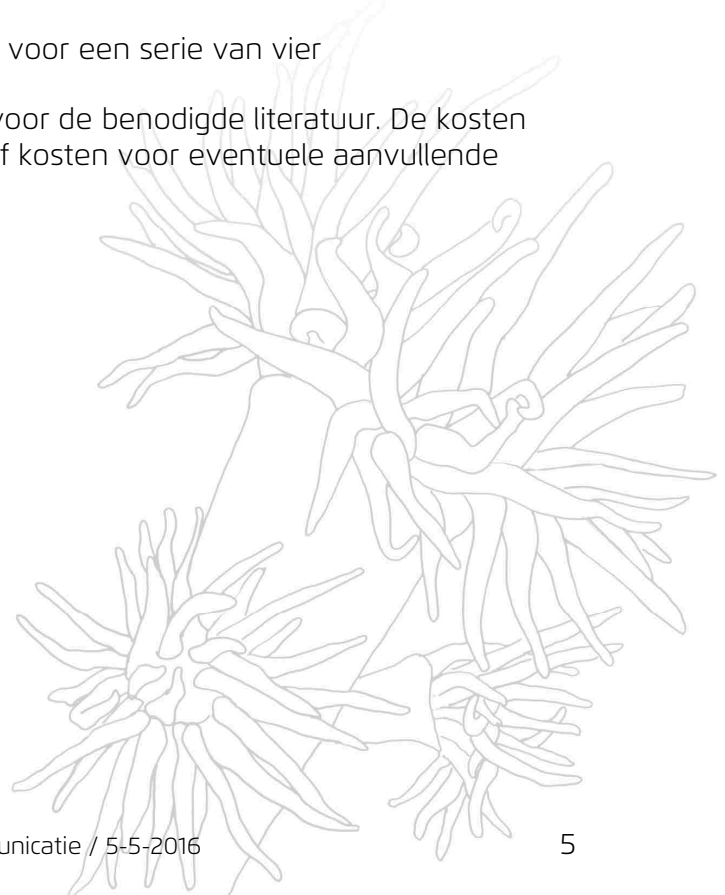 voor een serie van vier
voor de benodigde literatuur. De kosten
kosten voor eventuele aanvullende
/ 5-5-2016 5